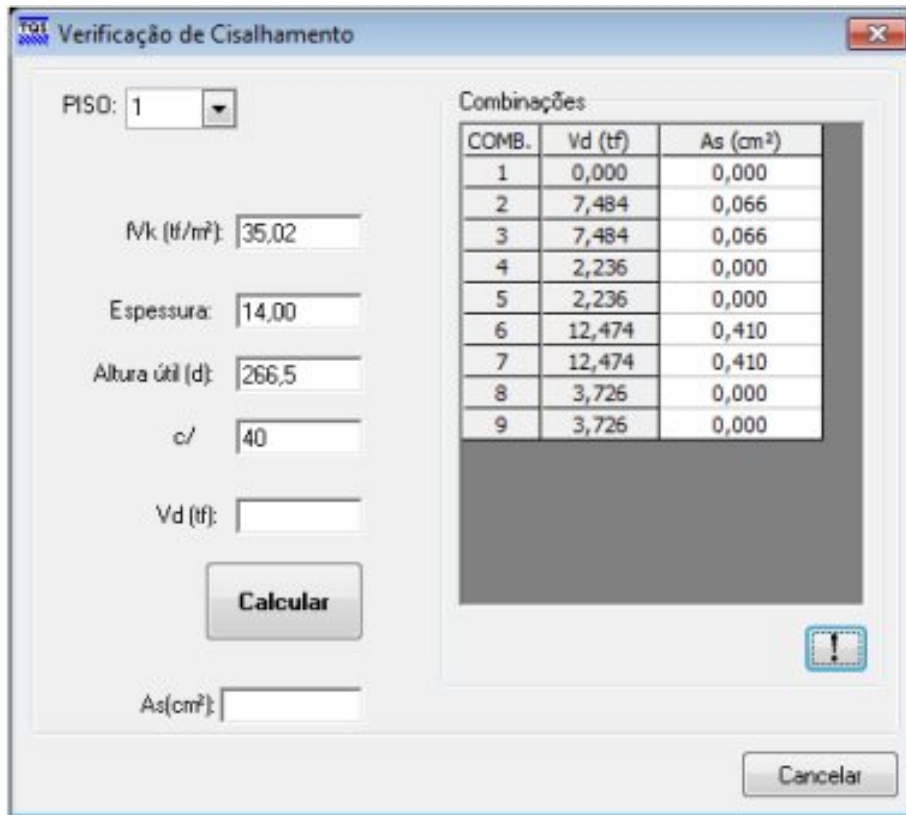 TQS Verificação de Cisalhamento
PISO: 1
fVk (tf/m²): 35,02
Espessura: 14,00
Altura útil (d): 266,5
c/ 40
Vd (tf):
Calcular
As(cm²):
Combinações
COMB. Vd (tf) As (cm²)
1 0,000 0,000
2 7,484 0,066
3 7,484 0,066
4 2,236 0,000
5 2,236 0,000
6 12,474 0,410
7 12,474 0,410
8 3,726 0,000
9 3,726 0,000
!
Cancelar